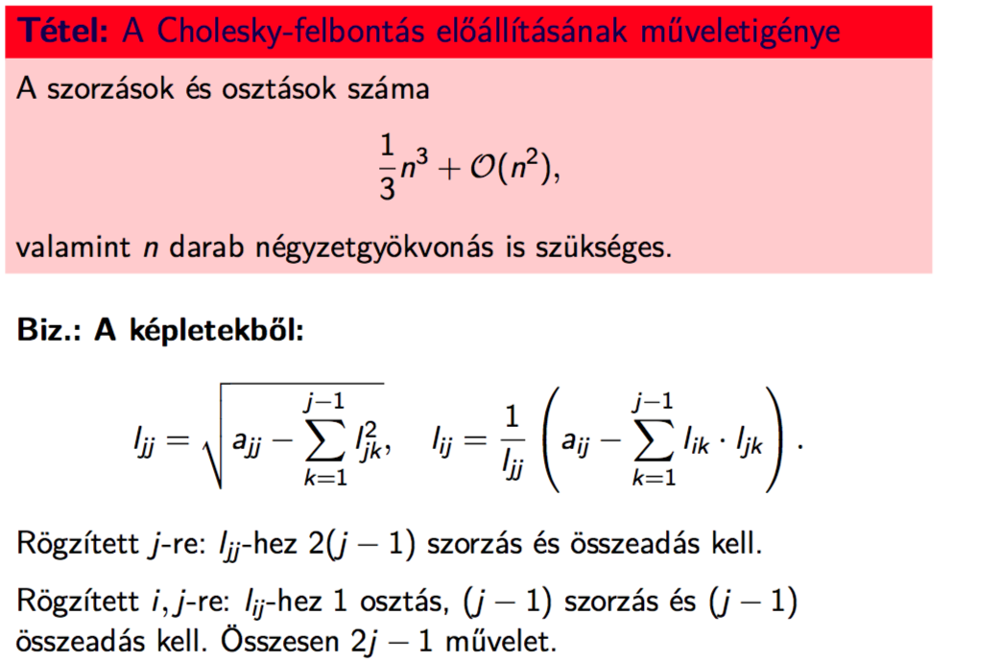 Tétel: A Cholesky-felbontás előállításának műveletigénye
A szorzások és osztások száma
$\frac{1}{3}n^3 + \mathcal{O}(n^2),$
valamint n darab négyzetgyökvonás is szükséges.
Biz.: A képletekből:
$l_{jj} = \sqrt{a_{jj} - \sum_{k=1}^{j-1} l_{jk}^2}, \quad l_{ij} = \frac{1}{l_{jj}} \left( a_{ij} - \sum_{k=1}^{j-1} l_{ik} \cdot l_{jk} \right).$
Rögzített j-re: $l_{jj}$-hez 2(j − 1) szorzás és összeadás kell.
Rögzített i, j-re: $l_{ij}$-hez 1 osztás, (j − 1) szorzás és (j − 1)
összeadás kell. Összesen 2j − 1 művelet.